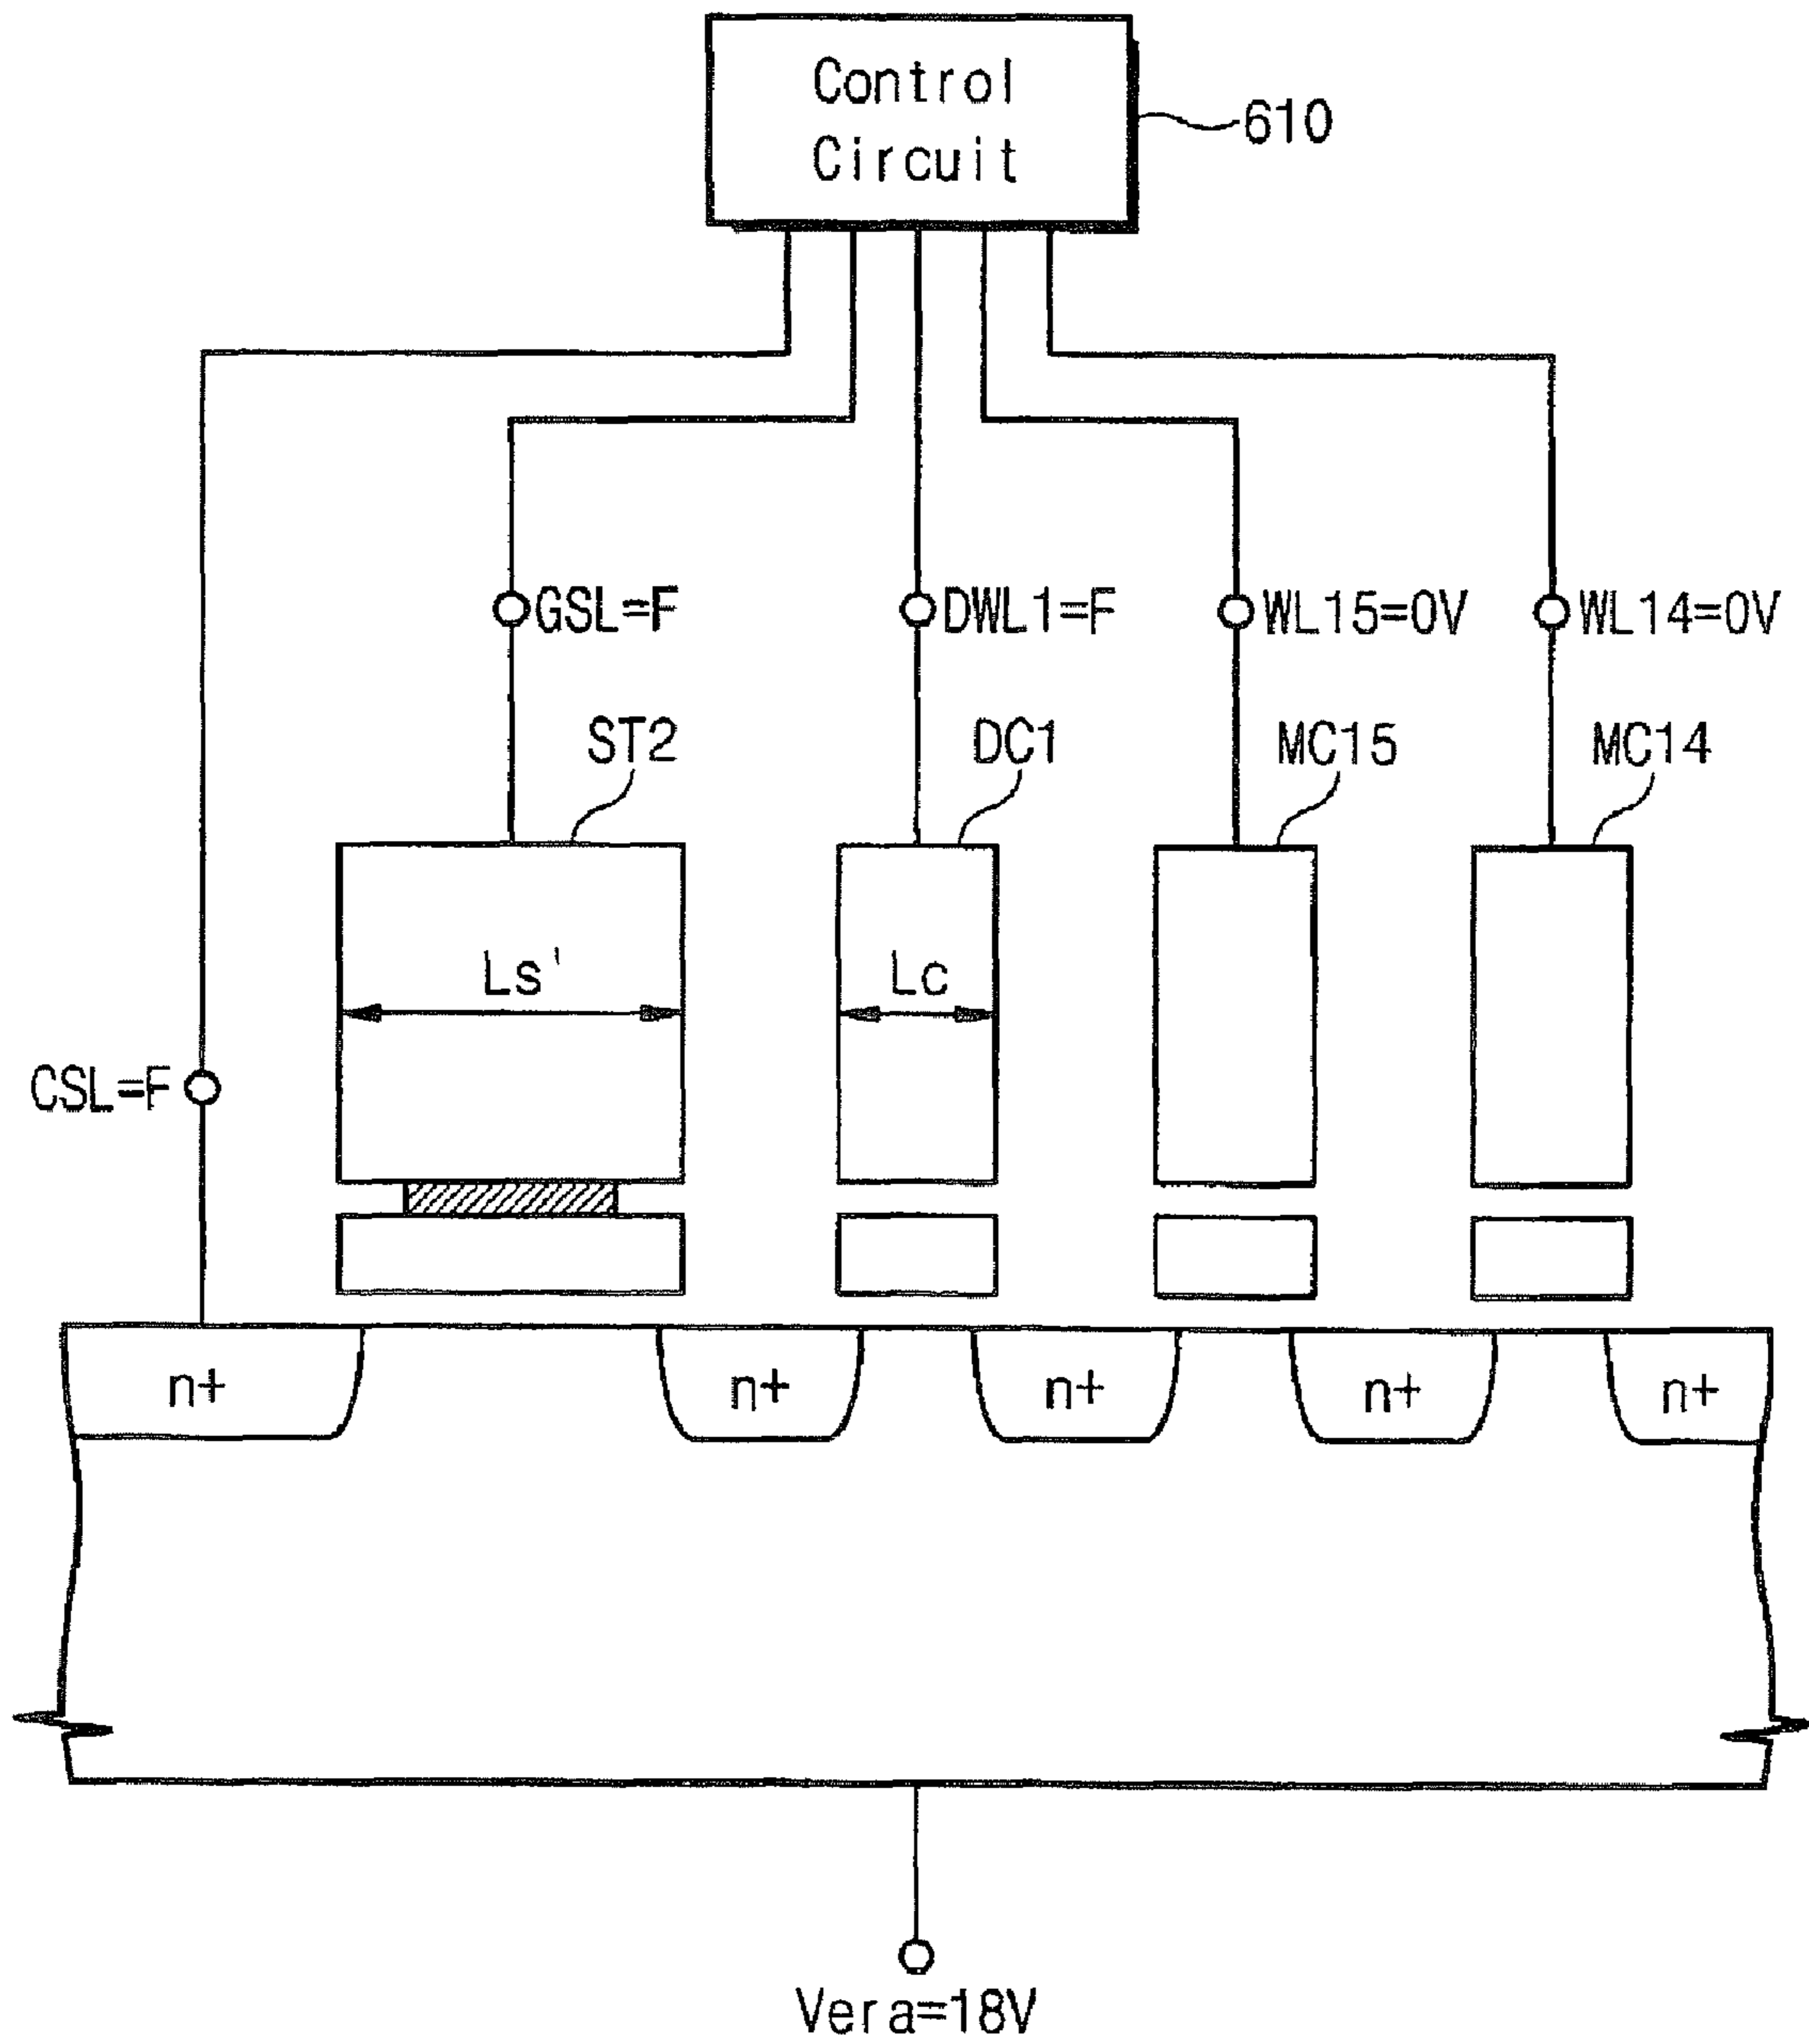 Control
Circuit
610
GSL=F
DWL1=F
WL15=0V
WL14=0V
ST2
DC1
MC15
MC14
Ls'
Lc
CSL=F
n+
n+
n+
n+
n+
Vera=18V